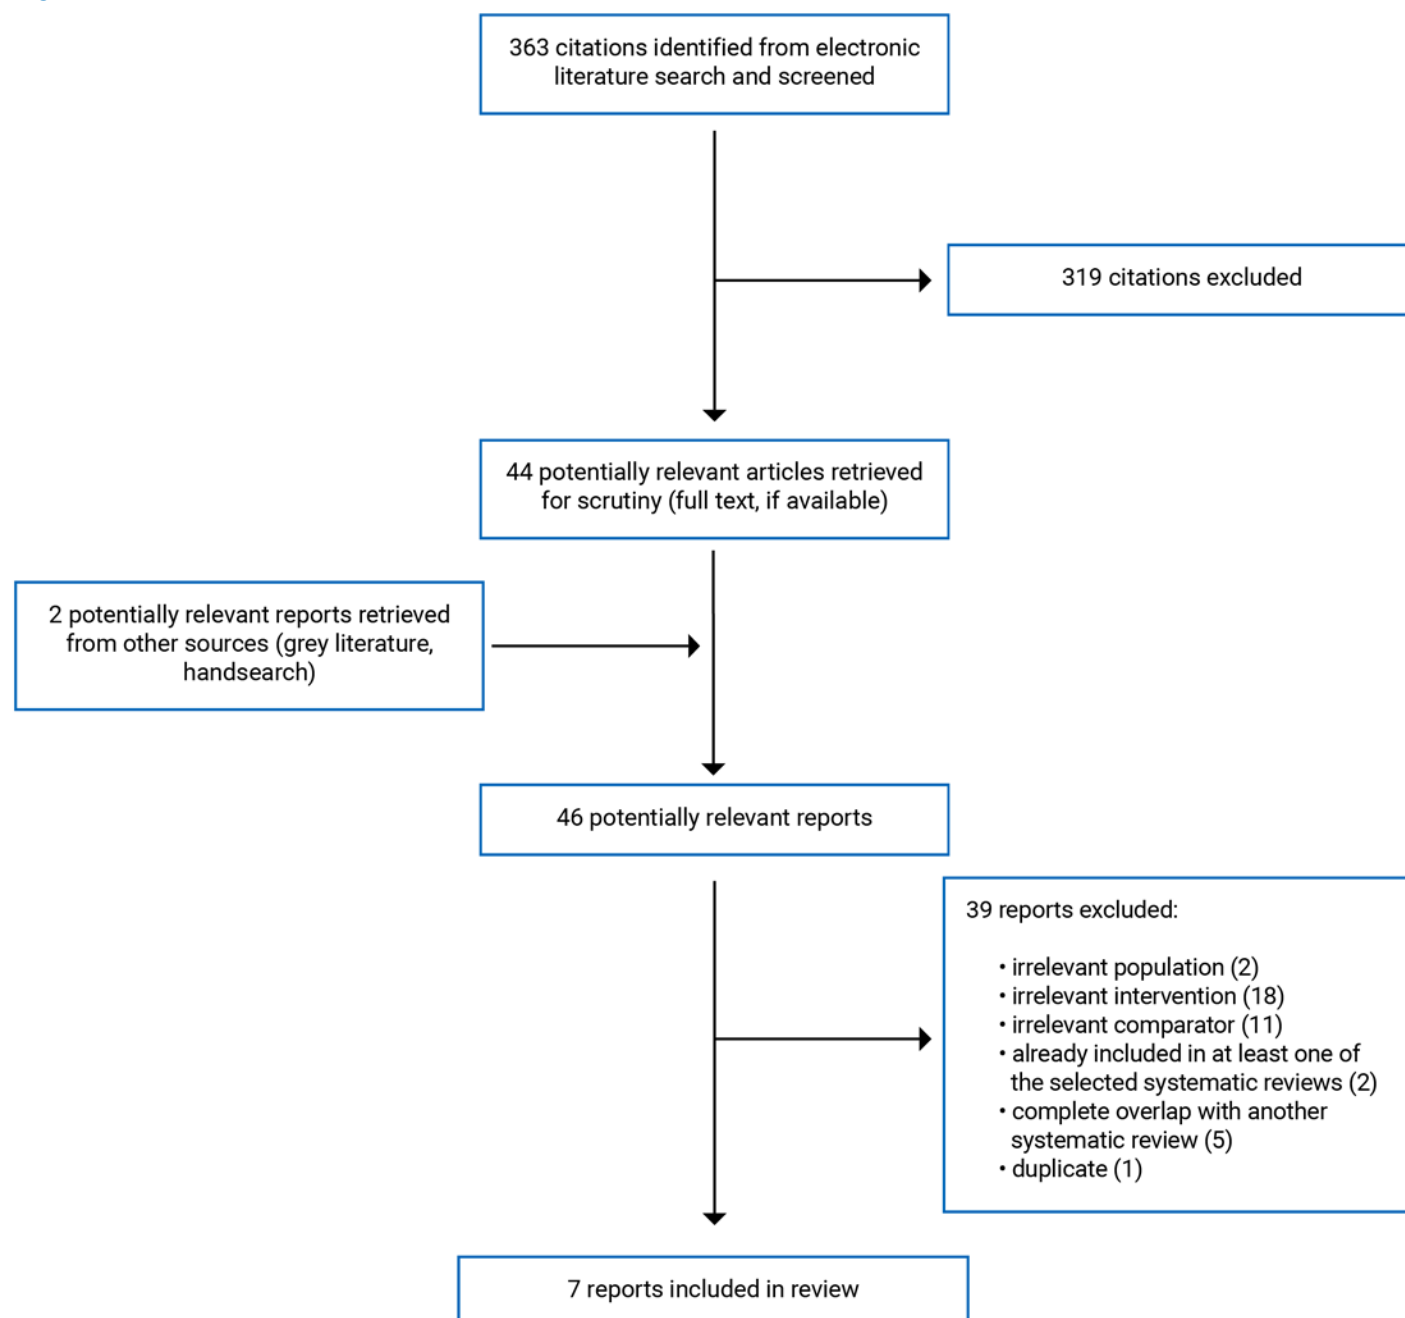 363 citations identified from electronic
literature search and screened
319 citations excluded
44 potentially relevant articles retrieved
for scrutiny (full text, if available)
2 potentially relevant reports retrieved
from other sources (grey literature,
handsearch)
46 potentially relevant reports
39 reports excluded:
• irrelevant population (2)
• irrelevant intervention (18)
• irrelevant comparator (11)
• already included in at least one of
the selected systematic reviews (2)
• complete overlap with another
systematic review (5)
• duplicate (1)
7 reports included in review